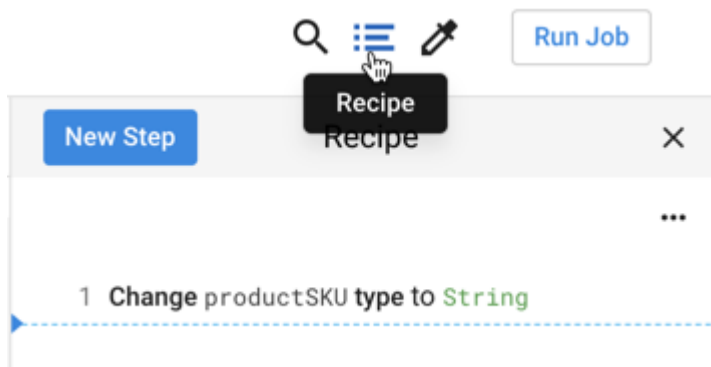 Run Job
Recipe
New Step
Recipe
1 Change productSKU type to String